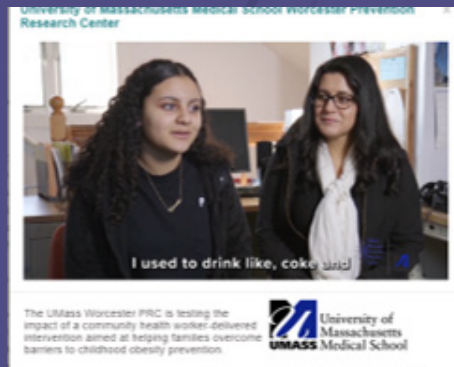 University of Massachusetts Medical School Worcester Prevention
Research Center
I used to drink like, coke and
The UMass Worcester PRC is testing the
impact of a community health worker-delivered
intervention aimed at helping families overcome
barriers to childhood obesity prevention.
UMASS
University of
Massachusetts
Medical School